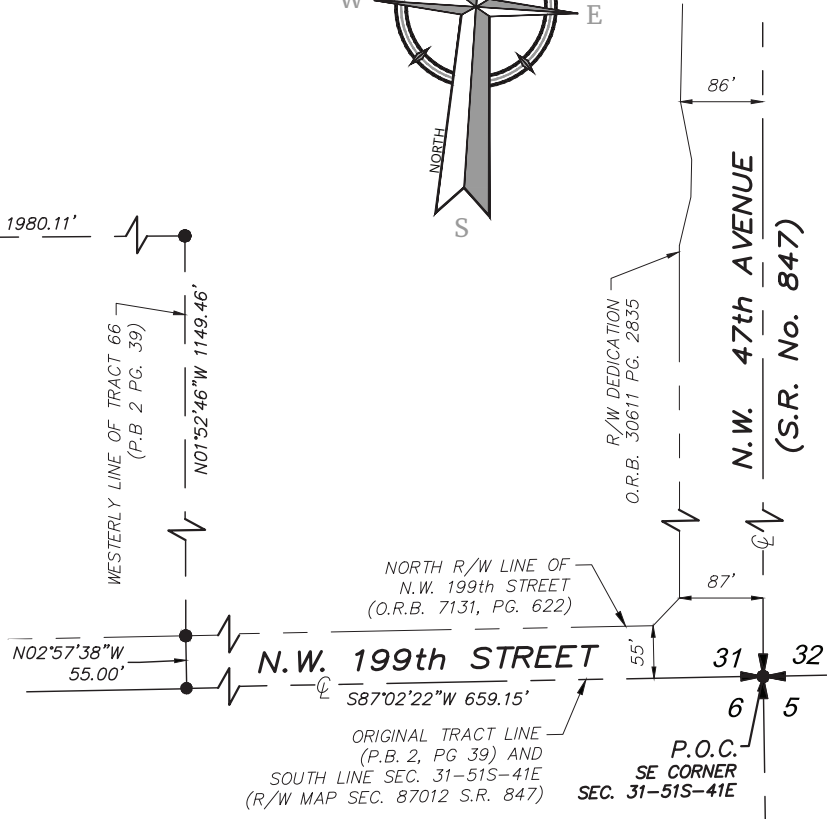 W
E
NORTH
S
86'
N.W. 47th AVENUE
(S.R. No. 847)
1980.11'
WESTERLY LINE OF TRACT 66
(P.B 2 PG. 39)
N01°52'46"W 1149.46'
R/W DEDICATION
O.R.B. 30611 PG. 2835
℄
NORTH R/W LINE OF
N.W. 199th STREET
(O.R.B. 7131, PG. 622)
87'
N02°57'38"W
55.00'
N.W. 199th STREET
55'
31
32
℄
S87°02'22"W 659.15'
6
5
ORIGINAL TRACT LINE
(P.B. 2, PG 39) AND
SOUTH LINE SEC. 31-51S-41E
(R/W MAP SEC. 87012 S.R. 847)
P.O.C.
SE CORNER
SEC. 31-51S-41E